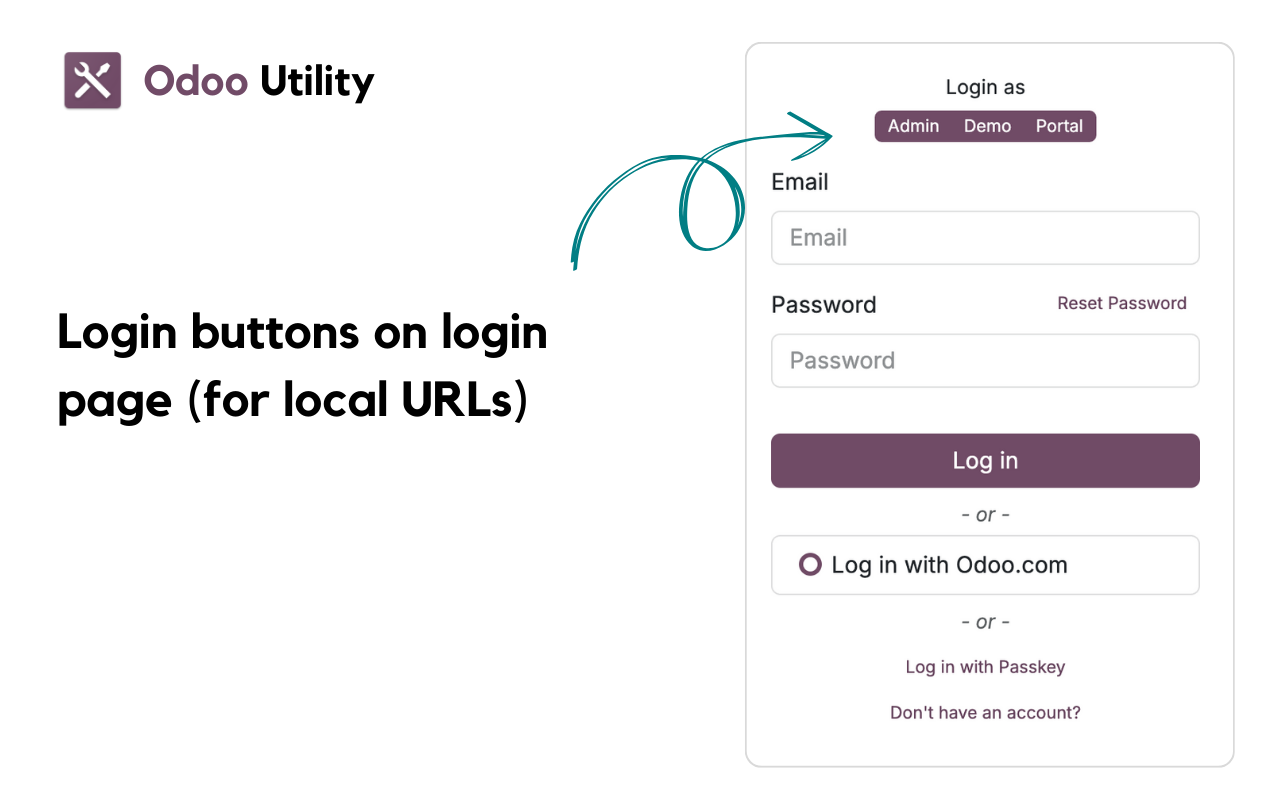 Odoo Utility
Login buttons on login
page (for local URLs)
Login as
Admin Demo Portal
Email
Email
Password Reset Password
Password
Log in
- or -
Log in with Odoo.com
- or -
Log in with Passkey
Don't have an account?